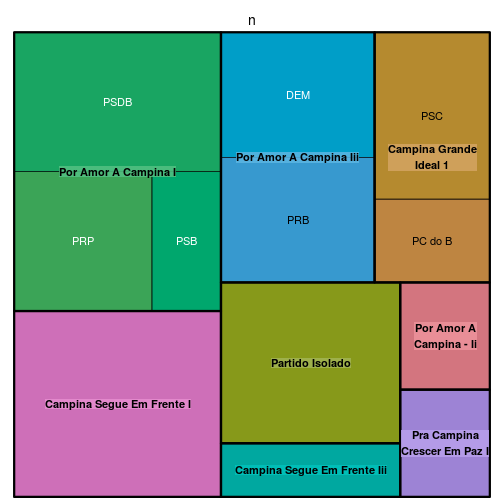 n
PSDB
Por Amor A Campina I
PRP
PSB
DEM
Por Amor A Campina Iii
PRB
PSC
Campina Grande
Ideal 1
PC do B
Campina Segue Em Frente I
Partido Isolado
Campina Segue Em Frente Iii
Por Amor A
Campina - Ii
Pra Campina
Crescer Em Paz I